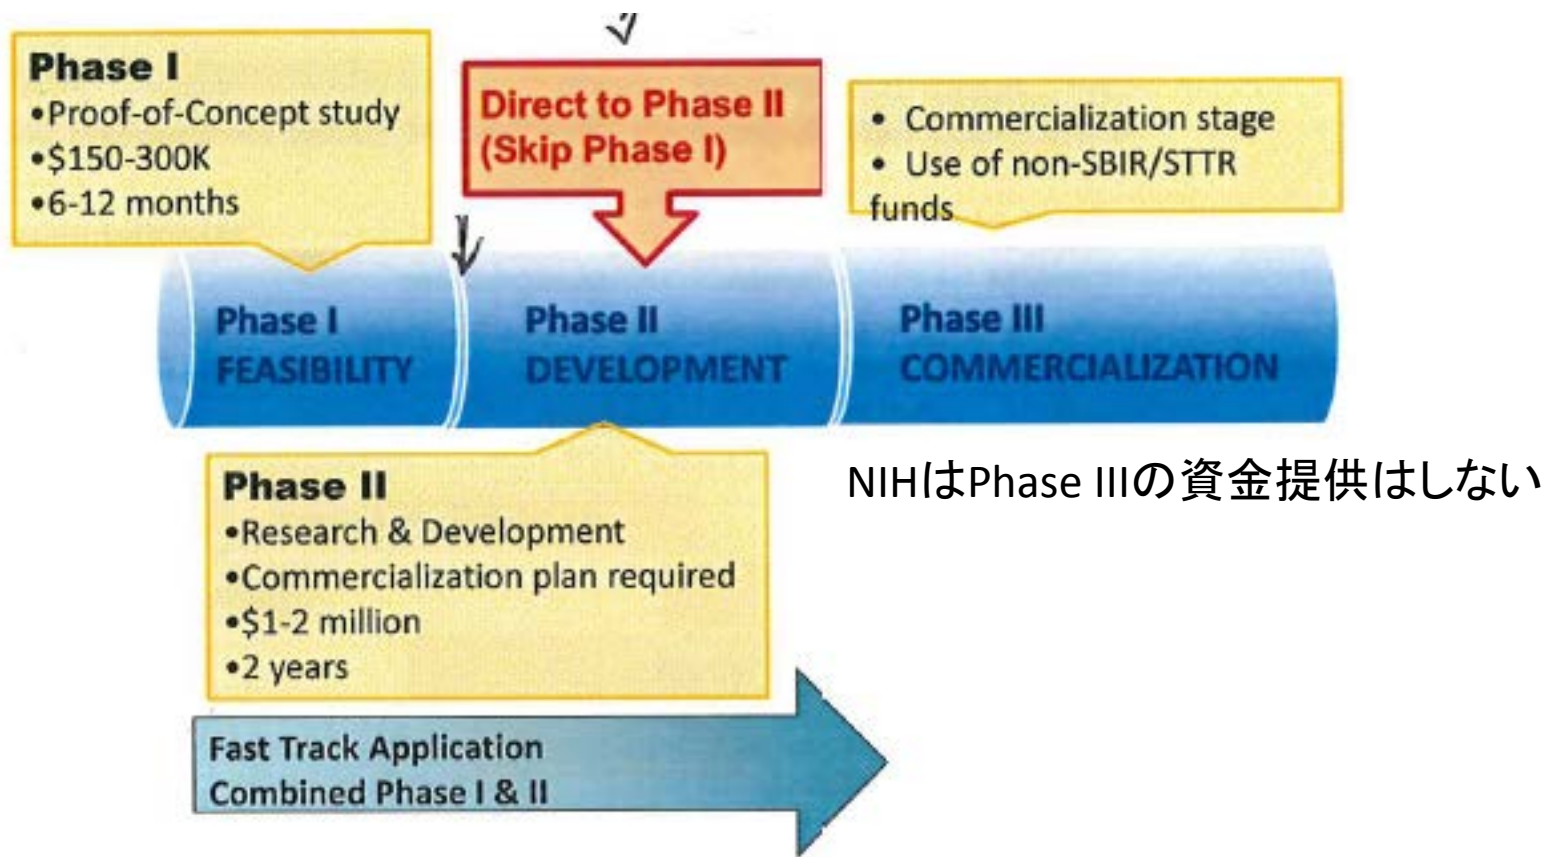 Phase I
•Proof-of-Concept study
•$150-300K
•6-12 months
Direct to Phase II
(Skip Phase I)
• Commercialization stage
• Use of non-SBIR/STTR
funds
Phase I
FEASIBILITY
Phase II
DEVELOPMENT
Phase III
COMMERCIALIZATION
Phase II
•Research & Development
•Commercialization plan required
•$1-2 million
•2 years
NIHはPhase IIIの資金提供はしない
Fast Track Application
Combined Phase I & II